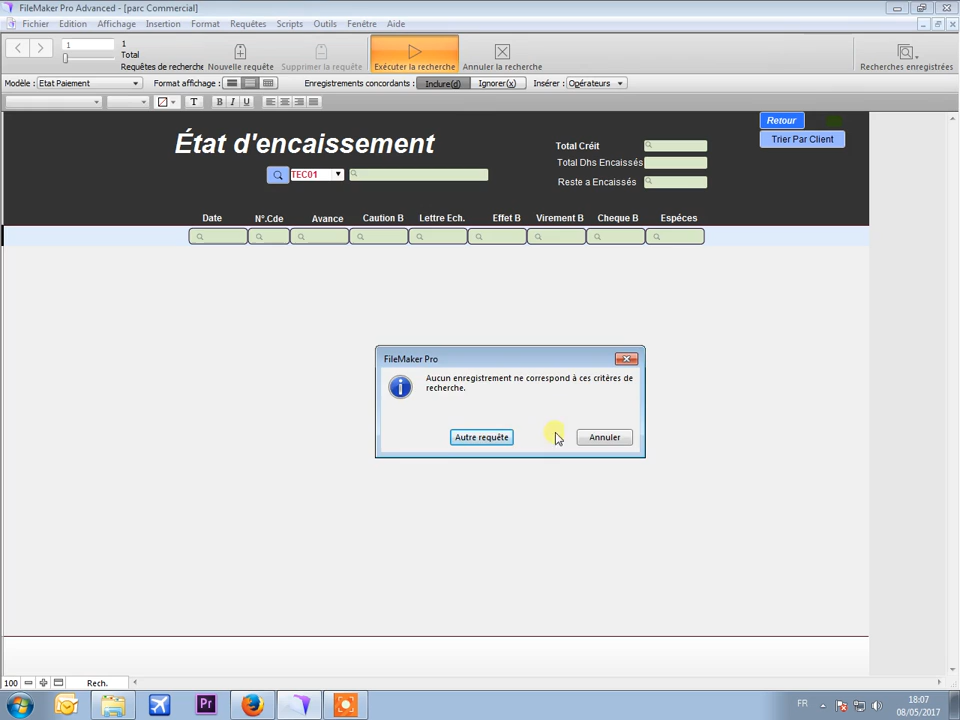 FileMaker Pro Advanced - [parc Commercial]
Fichier Edition Affichage Insertion Format Requêtes Scripts Outils Fenêtre Aide
1
1
Total
Requêtes de recherche
Nouvelle requête
Supprimer la requête
Exécuter la recherche
Annuler la recherche
Recherches enregistrées
Modèle : Etat Paiement
Format affichage :
Enregistrements concordants : Inclure(d) Ignorer(x)
Insérer : Opérateurs
T B I U
Retour
Trier Par Client
État d'encaissement
TEC01
Total Créit
Total Dhs Encaissés
Reste a Encaissés
Date N°.Cde Avance Caution B Lettre Ech. Effet B Virement B Cheque B Espéces
FileMaker Pro
Aucun enregistrement ne correspond à ces critères de
recherche.
Autre requête
Annuler
100
Rech.
Pr
FR
18:07
08/05/2017